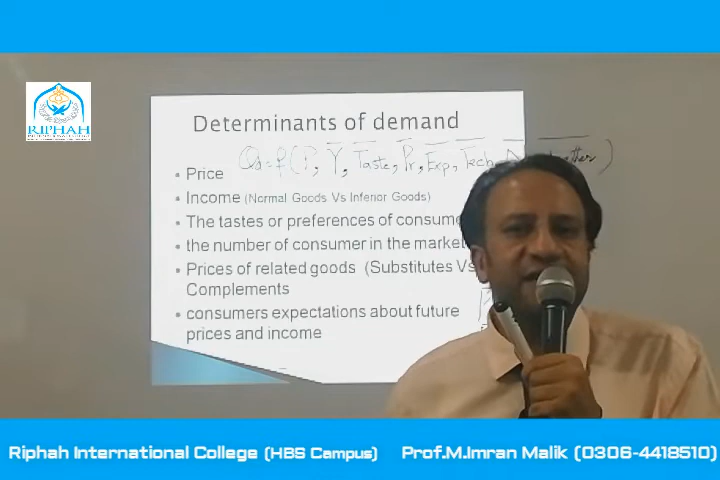 RIPHAH
Determinants of demand
Qd = f (P, Y, Taste, Pr, Exp, Tech,
• Price
• Income (Normal Goods Vs Inferior Goods)
• The tastes or preferences of
• the number of consumer in the market
• Prices of related goods (Substitutes Vs
Complements
• consumers expectations about future
prices and income
Riphah International College (HBS Campus) Prof.M.Imran Malik (0306-4418510)